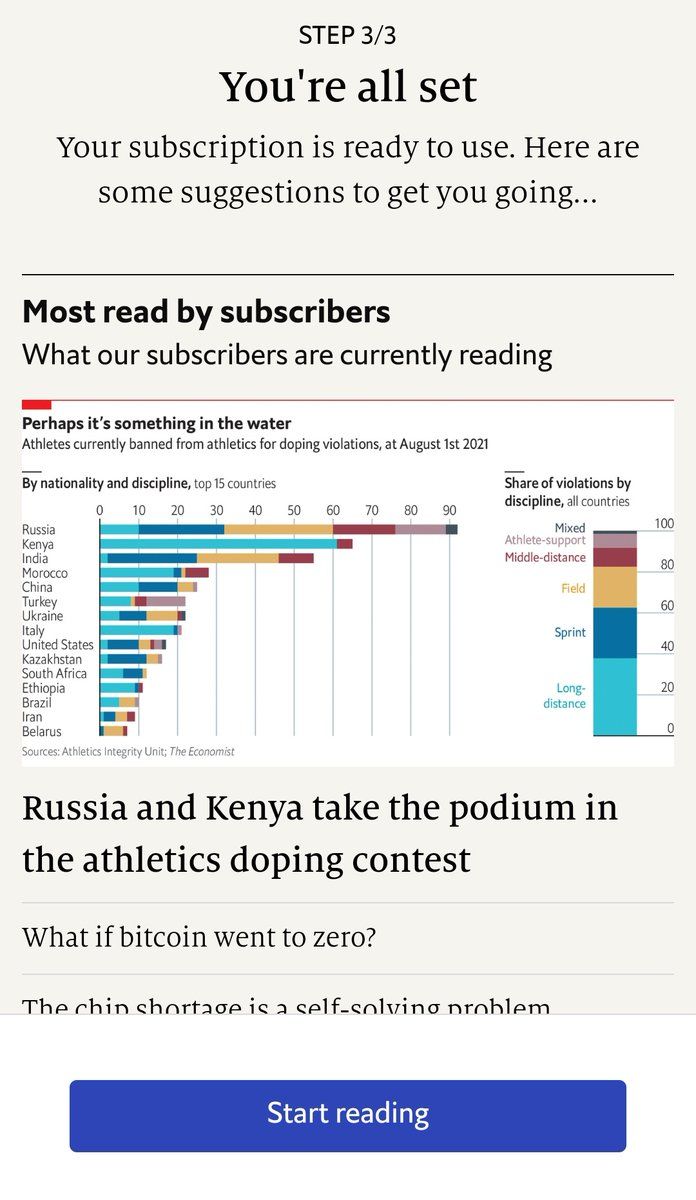 STEP 3/3
You're all set
Your subscription is ready to use. Here are
some suggestions to get you going...
Most read by subscribers
What our subscribers are currently reading
Perhaps it's something in the water
Athletes currently banned from athletics for doping violations, at August 1st 2021
By nationality and discipline, top 15 countries
0 10 20 30 40 50 60 70 80 90
Russia
Kenya
India
Morocco
China
Turkey
Ukraine
Italy
United States
Kazakhstan
South Africa
Ethiopia
Brazil
Iran
Belarus
Share of violations by
discipline, all countries
Mixed
Athlete-support
Middle-distance
Field
Sprint
Long-
distance
100
80
60
40
20
0
Sources: Athletics Integrity Unit; The Economist
Russia and Kenya take the podium in
the athletics doping contest
What if bitcoin went to zero?
The chip shortage is a self-solving problem
Start reading